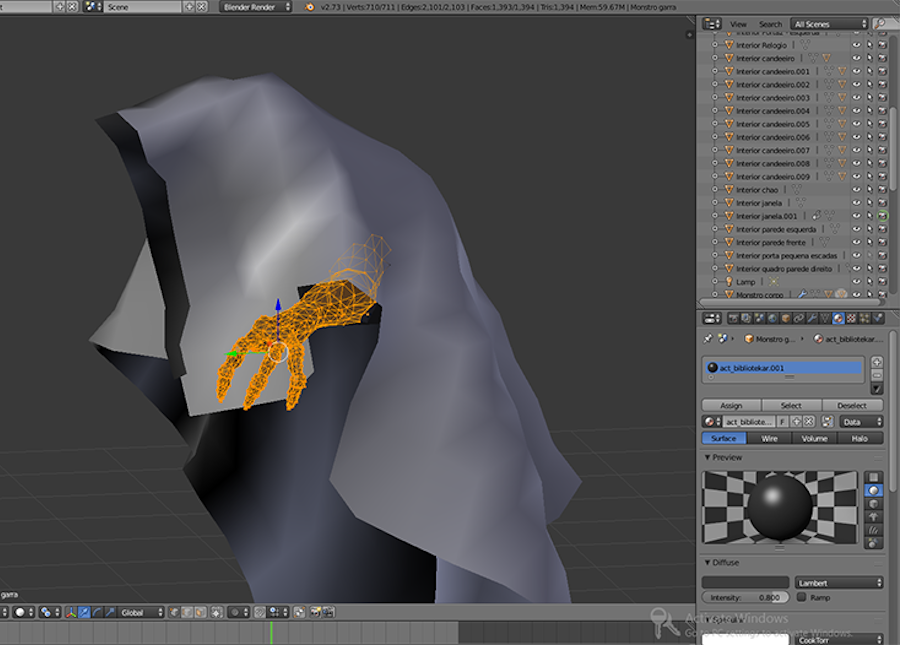 Scene
Blender Render
v2.73 | Verts:710/711 | Edges:2,101/2,103 | Faces:1,393/1,394 | Tris:1,394 | Mem:59.67M | Monstro garra
View Search All Scenes
Interior Relogio
Interior candeeiro
Interior candeeiro.001
Interior candeeiro.002
Interior candeeiro.003
Interior candeeiro.004
Interior candeeiro.005
Interior candeeiro.006
Interior candeeiro.007
Interior candeeiro.008
Interior candeeiro.009
Interior chao
Interior janela
Interior janela.001
Interior parede esquerda
Interior parede frente
Interior porta pequena escadas
Interior quadro parede direito
Lamp
Monstro corpo
Monstro g... act_bibliotekar....
act_bibliotekar.001
Assign Select Deselect
act_bibliote... F Data
Surface Wire Volume Halo
Preview
Diffuse
Lambert
Intensity: 0.800 Ramp
CookTorr
garra
Global
Activate Windows
Go to PC settings to activate Windows.